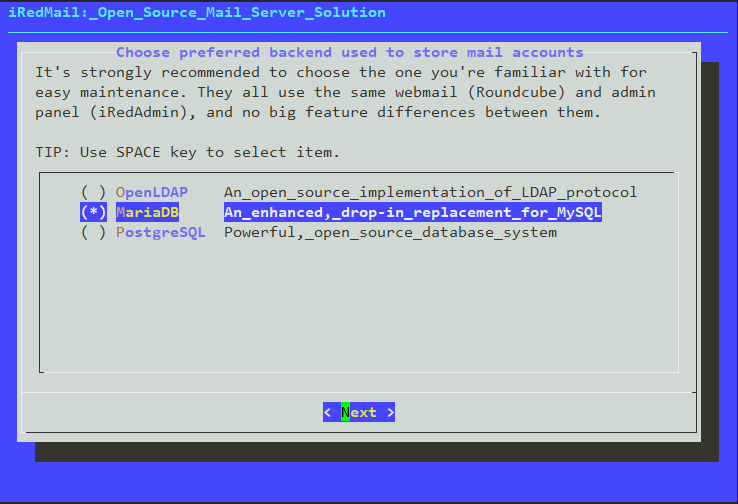 iRedMail:_Open_Source_Mail_Server_Solution
Choose preferred backend used to store mail accounts
It's strongly recommended to choose the one you're familiar with for
easy maintenance. They all use the same webmail (Roundcube) and admin
panel (iRedAdmin), and no big feature differences between them.
TIP: Use SPACE key to select item.
( ) OpenLDAP An_open_source_implementation_of_LDAP_protocol
(*) MariaDB An_enhanced,_drop-in_replacement_for_MySQL
( ) PostgreSQL Powerful,_open_source_database_system
< Next >